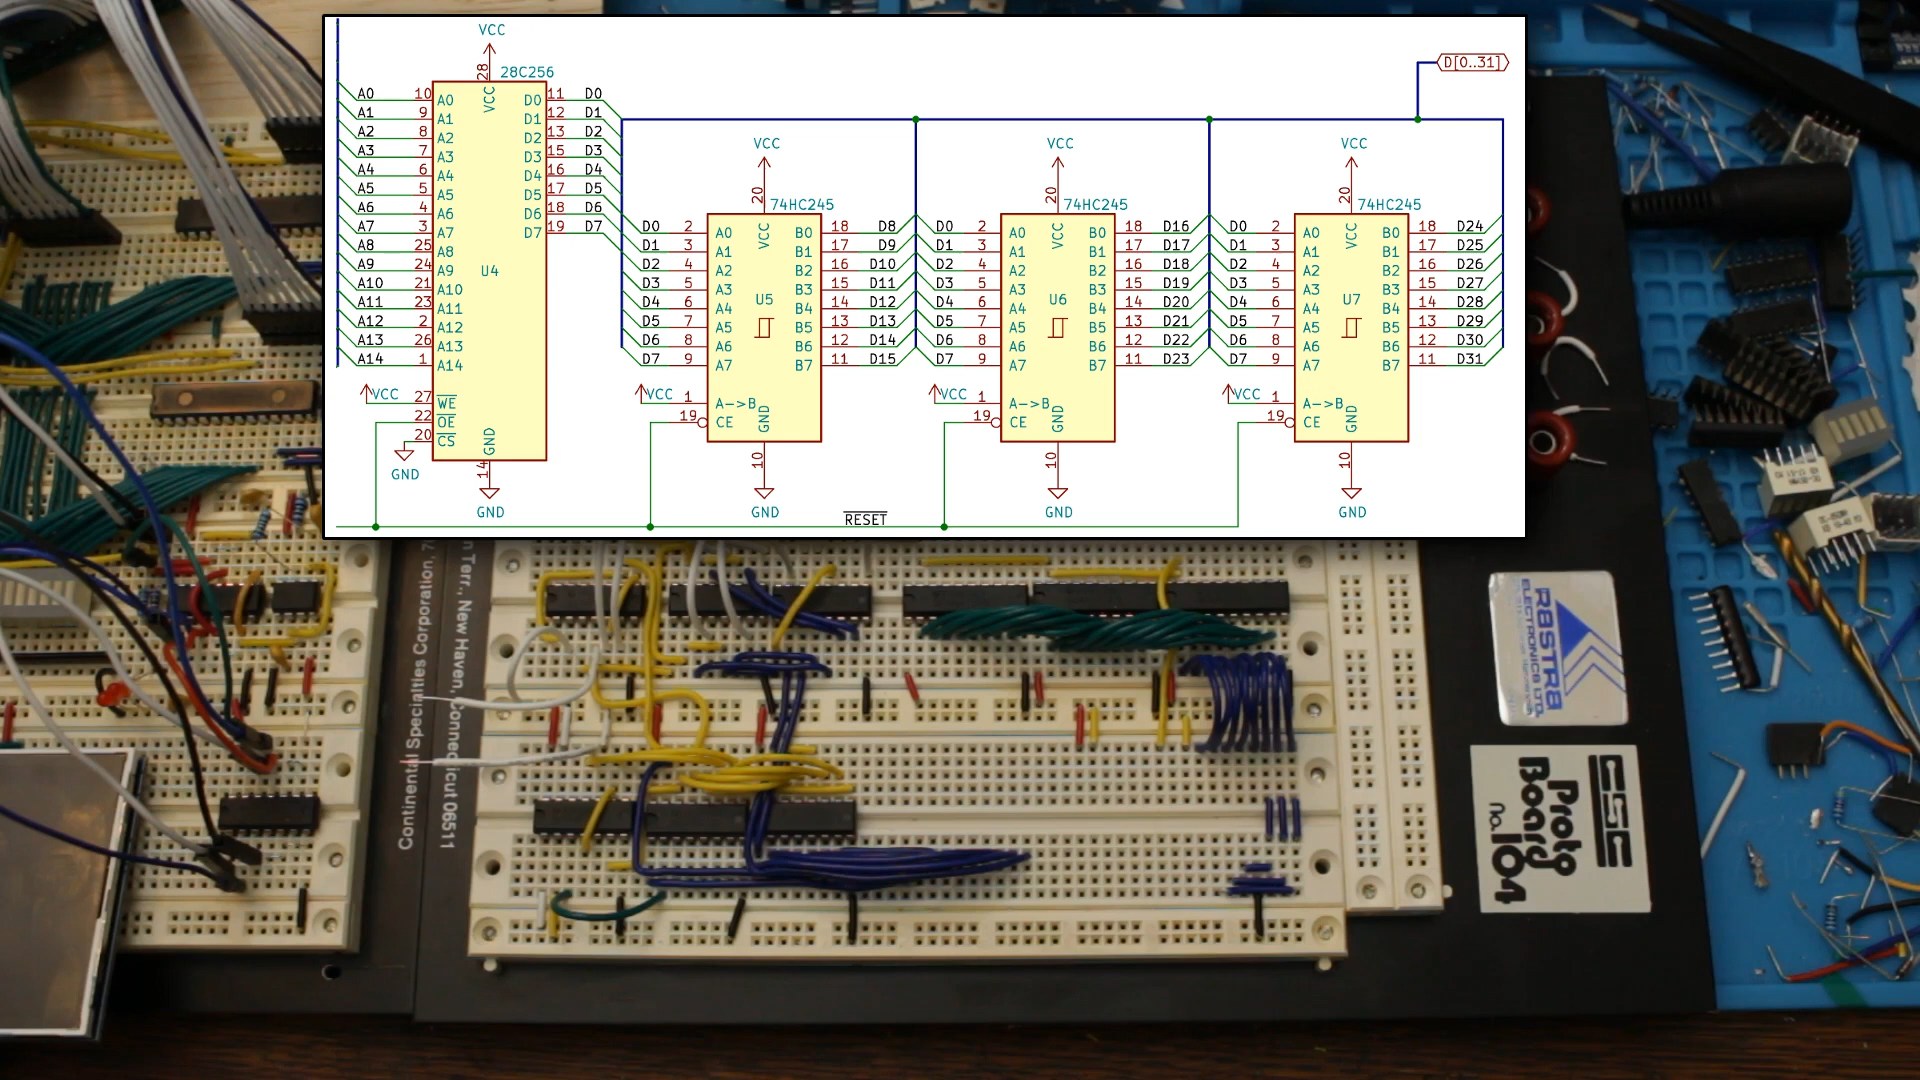 VCC
28
28C256
VCC
D[0..31]
A0 10 A0 D0 11 D0
A1 9 A1 D1 12 D1
A2 8 A2 D2 13 D2
A3 7 A3 D3 15 D3
A4 6 A4 D4 16 D4
A5 5 A5 D5 17 D5
A6 4 A6 D6 18 D6
A7 3 A7 D7 19 D7
A8 25 A8
A9 24 A9
A10 21 A10
A11 23 A11
A12 2 A12
A13 26 A13
A14 1 A14
U4
VCC 27 WE
22 OE
20 CS
GND
GND
14
GND
VCC
20
74HC245
VCC
D0 2 A0 B0 18 D8
D1 3 A1 B1 17 D9
D2 4 A2 B2 16 D10
D3 5 A3 B3 15 D11
D4 6 A4 B4 14 D12
D5 7 A5 B5 13 D13
D6 8 A6 B6 12 D14
D7 9 A7 B7 11 D15
U5
VCC 1 A->B
19 CE
GND
10
GND
VCC
20
74HC245
VCC
D0 2 A0 B0 18 D16
D1 3 A1 B1 17 D17
D2 4 A2 B2 16 D18
D3 5 A3 B3 15 D19
D4 6 A4 B4 14 D20
D5 7 A5 B5 13 D21
D6 8 A6 B6 12 D22
D7 9 A7 B7 11 D23
U6
VCC 1 A->B
19 CE
GND
10
GND
VCC
20
74HC245
VCC
D0 2 A0 B0 18 D24
D1 3 A1 B1 17 D25
D2 4 A2 B2 16 D26
D3 5 A3 B3 15 D27
D4 6 A4 B4 14 D28
D5 7 A5 B5 13 D29
D6 8 A6 B6 12 D30
D7 9 A7 B7 11 D31
U7
VCC 1 A->B
19 CE
GND
10
GND
RESET
Continental Specialties Corporation, 
n Terr., New Haven, Connecticut 06511
RBSTR8
ELECTRONICS LTD.
CSC
Proto
Board
No. 104